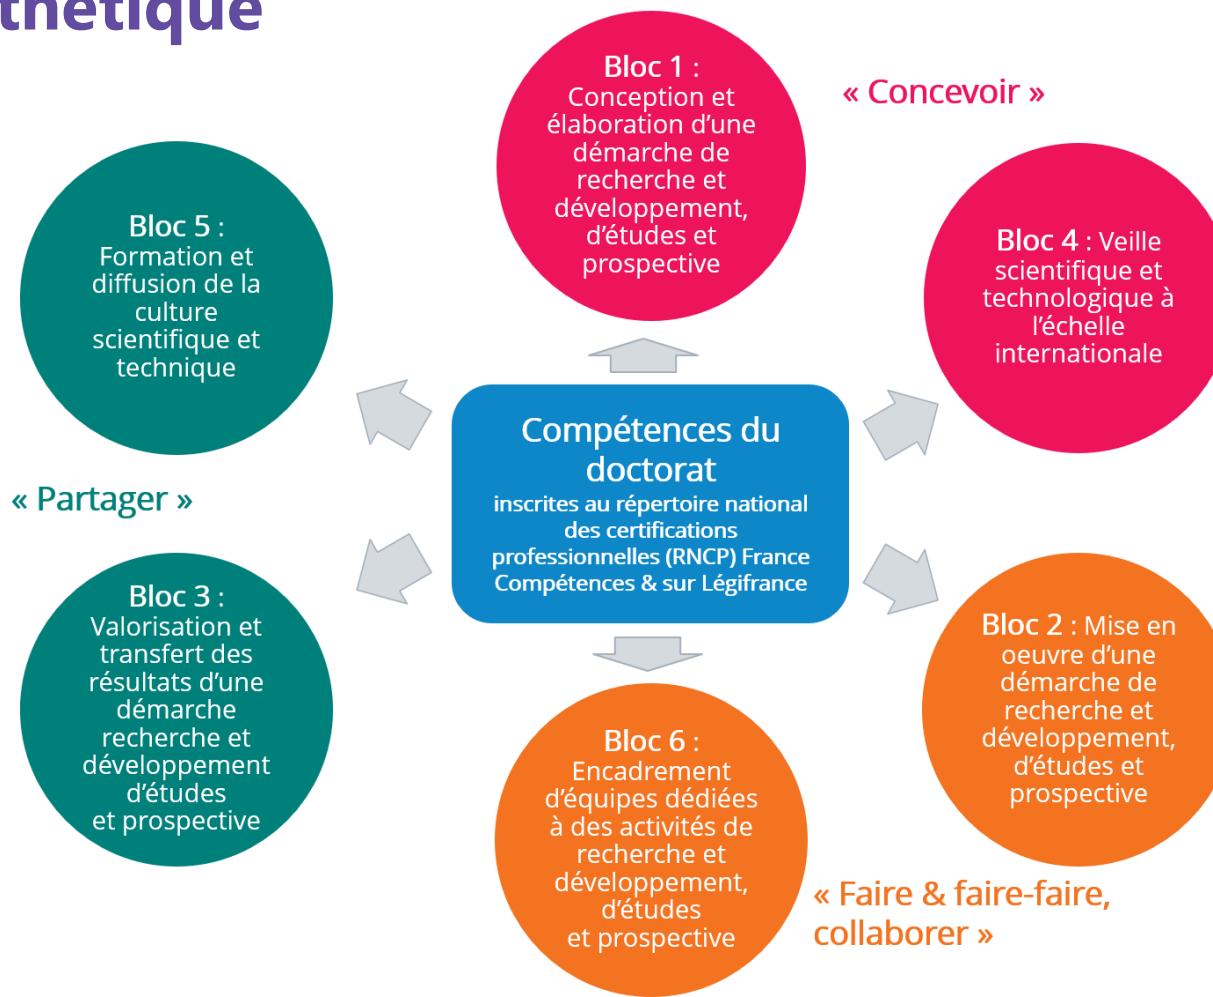 thétique
Bloc 1 :
Conception et
élaboration d’une
démarche de
recherche et
développement,
d’études et
prospective
« Concevoir »
Bloc 4 : Veille
scientifique et
technologique à
l’échelle
internationale
Bloc 5 :
Formation et
diffusion de la
culture
scientifique et
technique
Compétences du
doctorat
inscrites au répertoire national
des certifications
professionnelles (RNCP) France
Compétences & sur Légifrance
« Partager »
Bloc 3 :
Valorisation et
transfert des
résultats d’une
démarche
recherche et
développement
d’études
et prospective
Bloc 2 : Mise en
oeuvre d’une
démarche de
recherche et
développement,
d’études et
prospective
Bloc 6 :
Encadrement
d’équipes dédiées
à des activités de
recherche et
développement,
d’études
et prospective
« Faire & faire-faire,
collaborer »